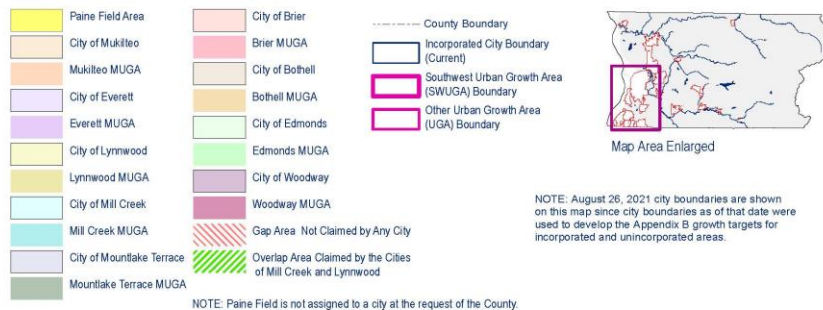 Paine Field Area
City of Mukilteo
Mukilteo MUGA
City of Everett
Everett MUGA
City of Lynnwood
Lynnwood MUGA
City of Mill Creek
Mill Creek MUGA
City of Mountlake Terrace
Mountlake Terrace MUGA
City of Brier
Brier MUGA
City of Bothell
Bothell MUGA
City of Edmonds
Edmonds MUGA
City of Woodway
Woodway MUGA
Gap Area Not Claimed by Any City
Overlap Area Claimed by the Cities
of Mill Creek and Lynnwood
NOTE: Paine Field is not assigned to a city at the request of the County.
County Boundary
Incorporated City Boundary
(Current)
Southwest Urban Growth Area
(SWUGA) Boundary
Other Urban Growth Area
(UGA) Boundary
Map Area Enlarged
NOTE: August 26, 2021 city boundaries are shown
on this map since city boundaries as of that date were
used to develop the Appendix B growth targets for
incorporated and unincorporated areas.